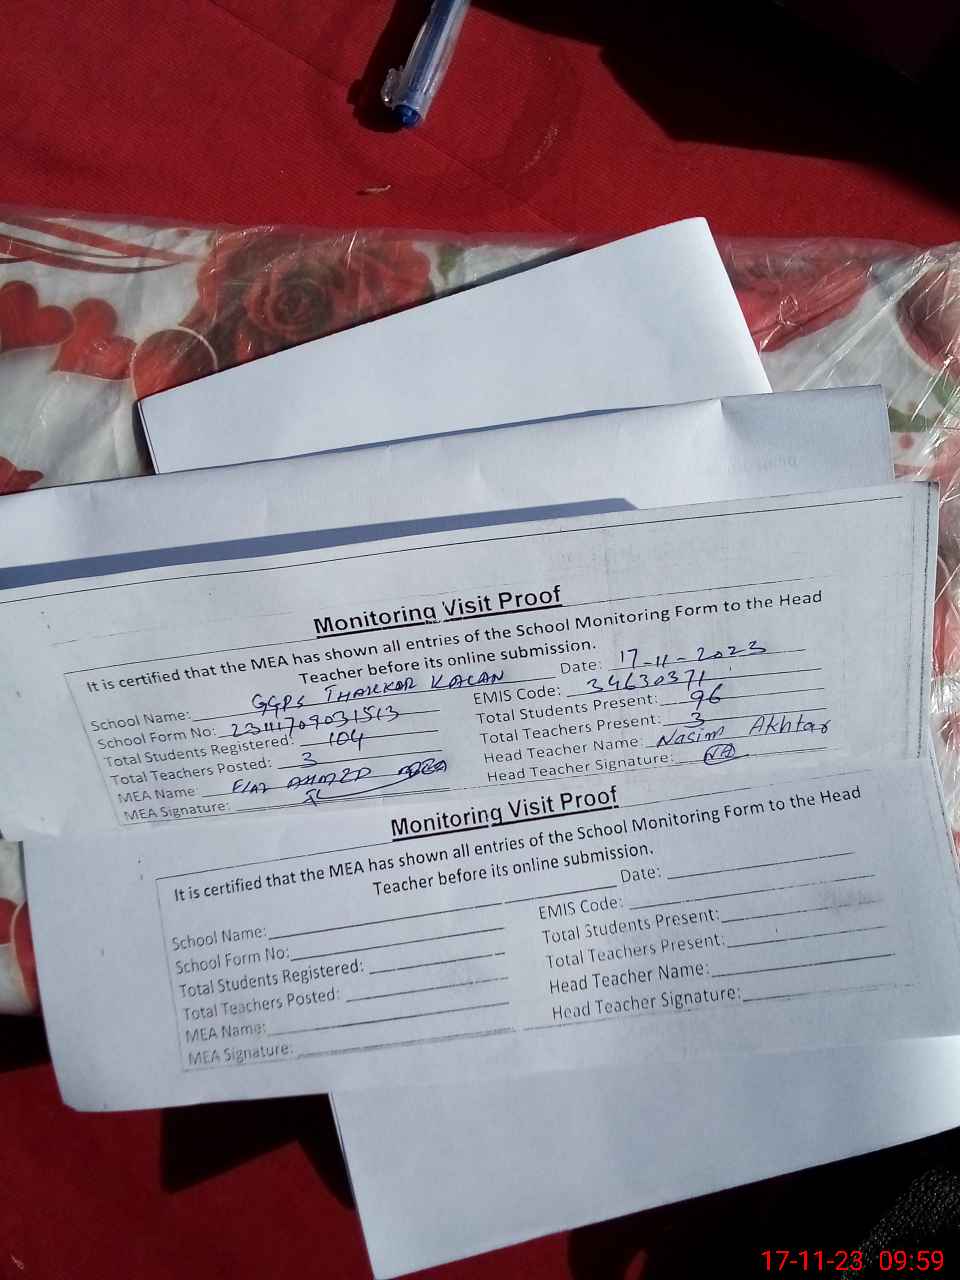 Monitoring Visit Proof
It is certified that the MEA has shown all entries of the School Monitoring Form to the Head
Teacher before its online submission.
Date: 17-11-2023
School Name: GGPS THAKKOR KALAN
EMIS Code: 34630371
School Form No: 2311709031513
Total Students Present: 96
Total Students Registered: 104
Total Teachers Present: 3
Total Teachers Posted: 3
Head Teacher Name: Nasim Akhtar
MEA Name: AHMED
Head Teacher Signature: NA
MEA Signature:
Monitoring Visit Proof
It is certified that the MEA has shown all entries of the School Monitoring Form to the Head
Teacher before its online submission.
Date:
School Name:
EMIS Code:
School Form No:
Total Students Present:
Total Students Registered:
Total Teachers Present:
Total Teachers Posted:
Head Teacher Name:
MEA Name:
Head Teacher Signature:
MEA Signature:
17-11-23 09:59